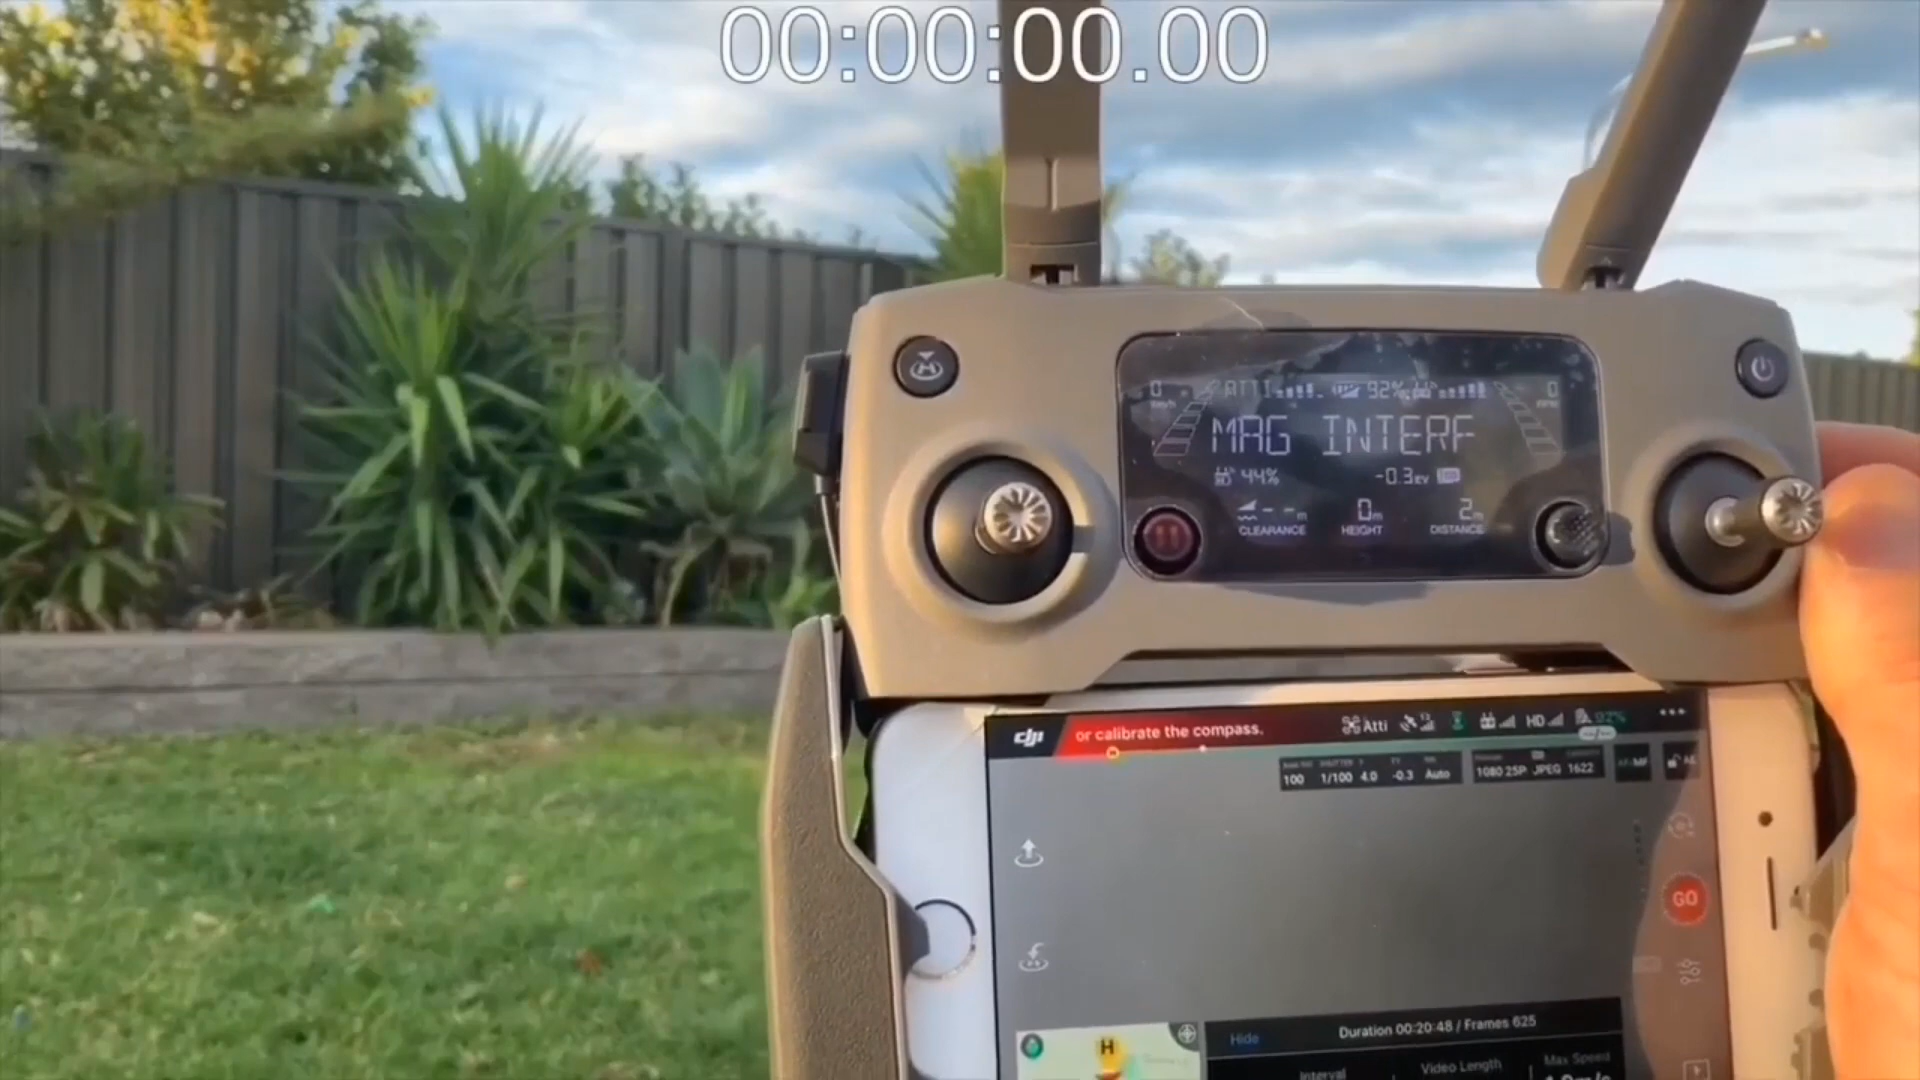 00:00:00.00
0 ATTI 92% 0
MAG INTERF
44% -0.3EV
--m 0m 2m
CLEARANCE HEIGHT DISTANCE
dji or calibrate the compass. Atti HD 92%
100 1/100 4.0 -0.3 Auto 1080 25P JPEG 1622
GO
H
Hide Duration 00:20:48 / Frames 625
Interval Video Length Max Speed